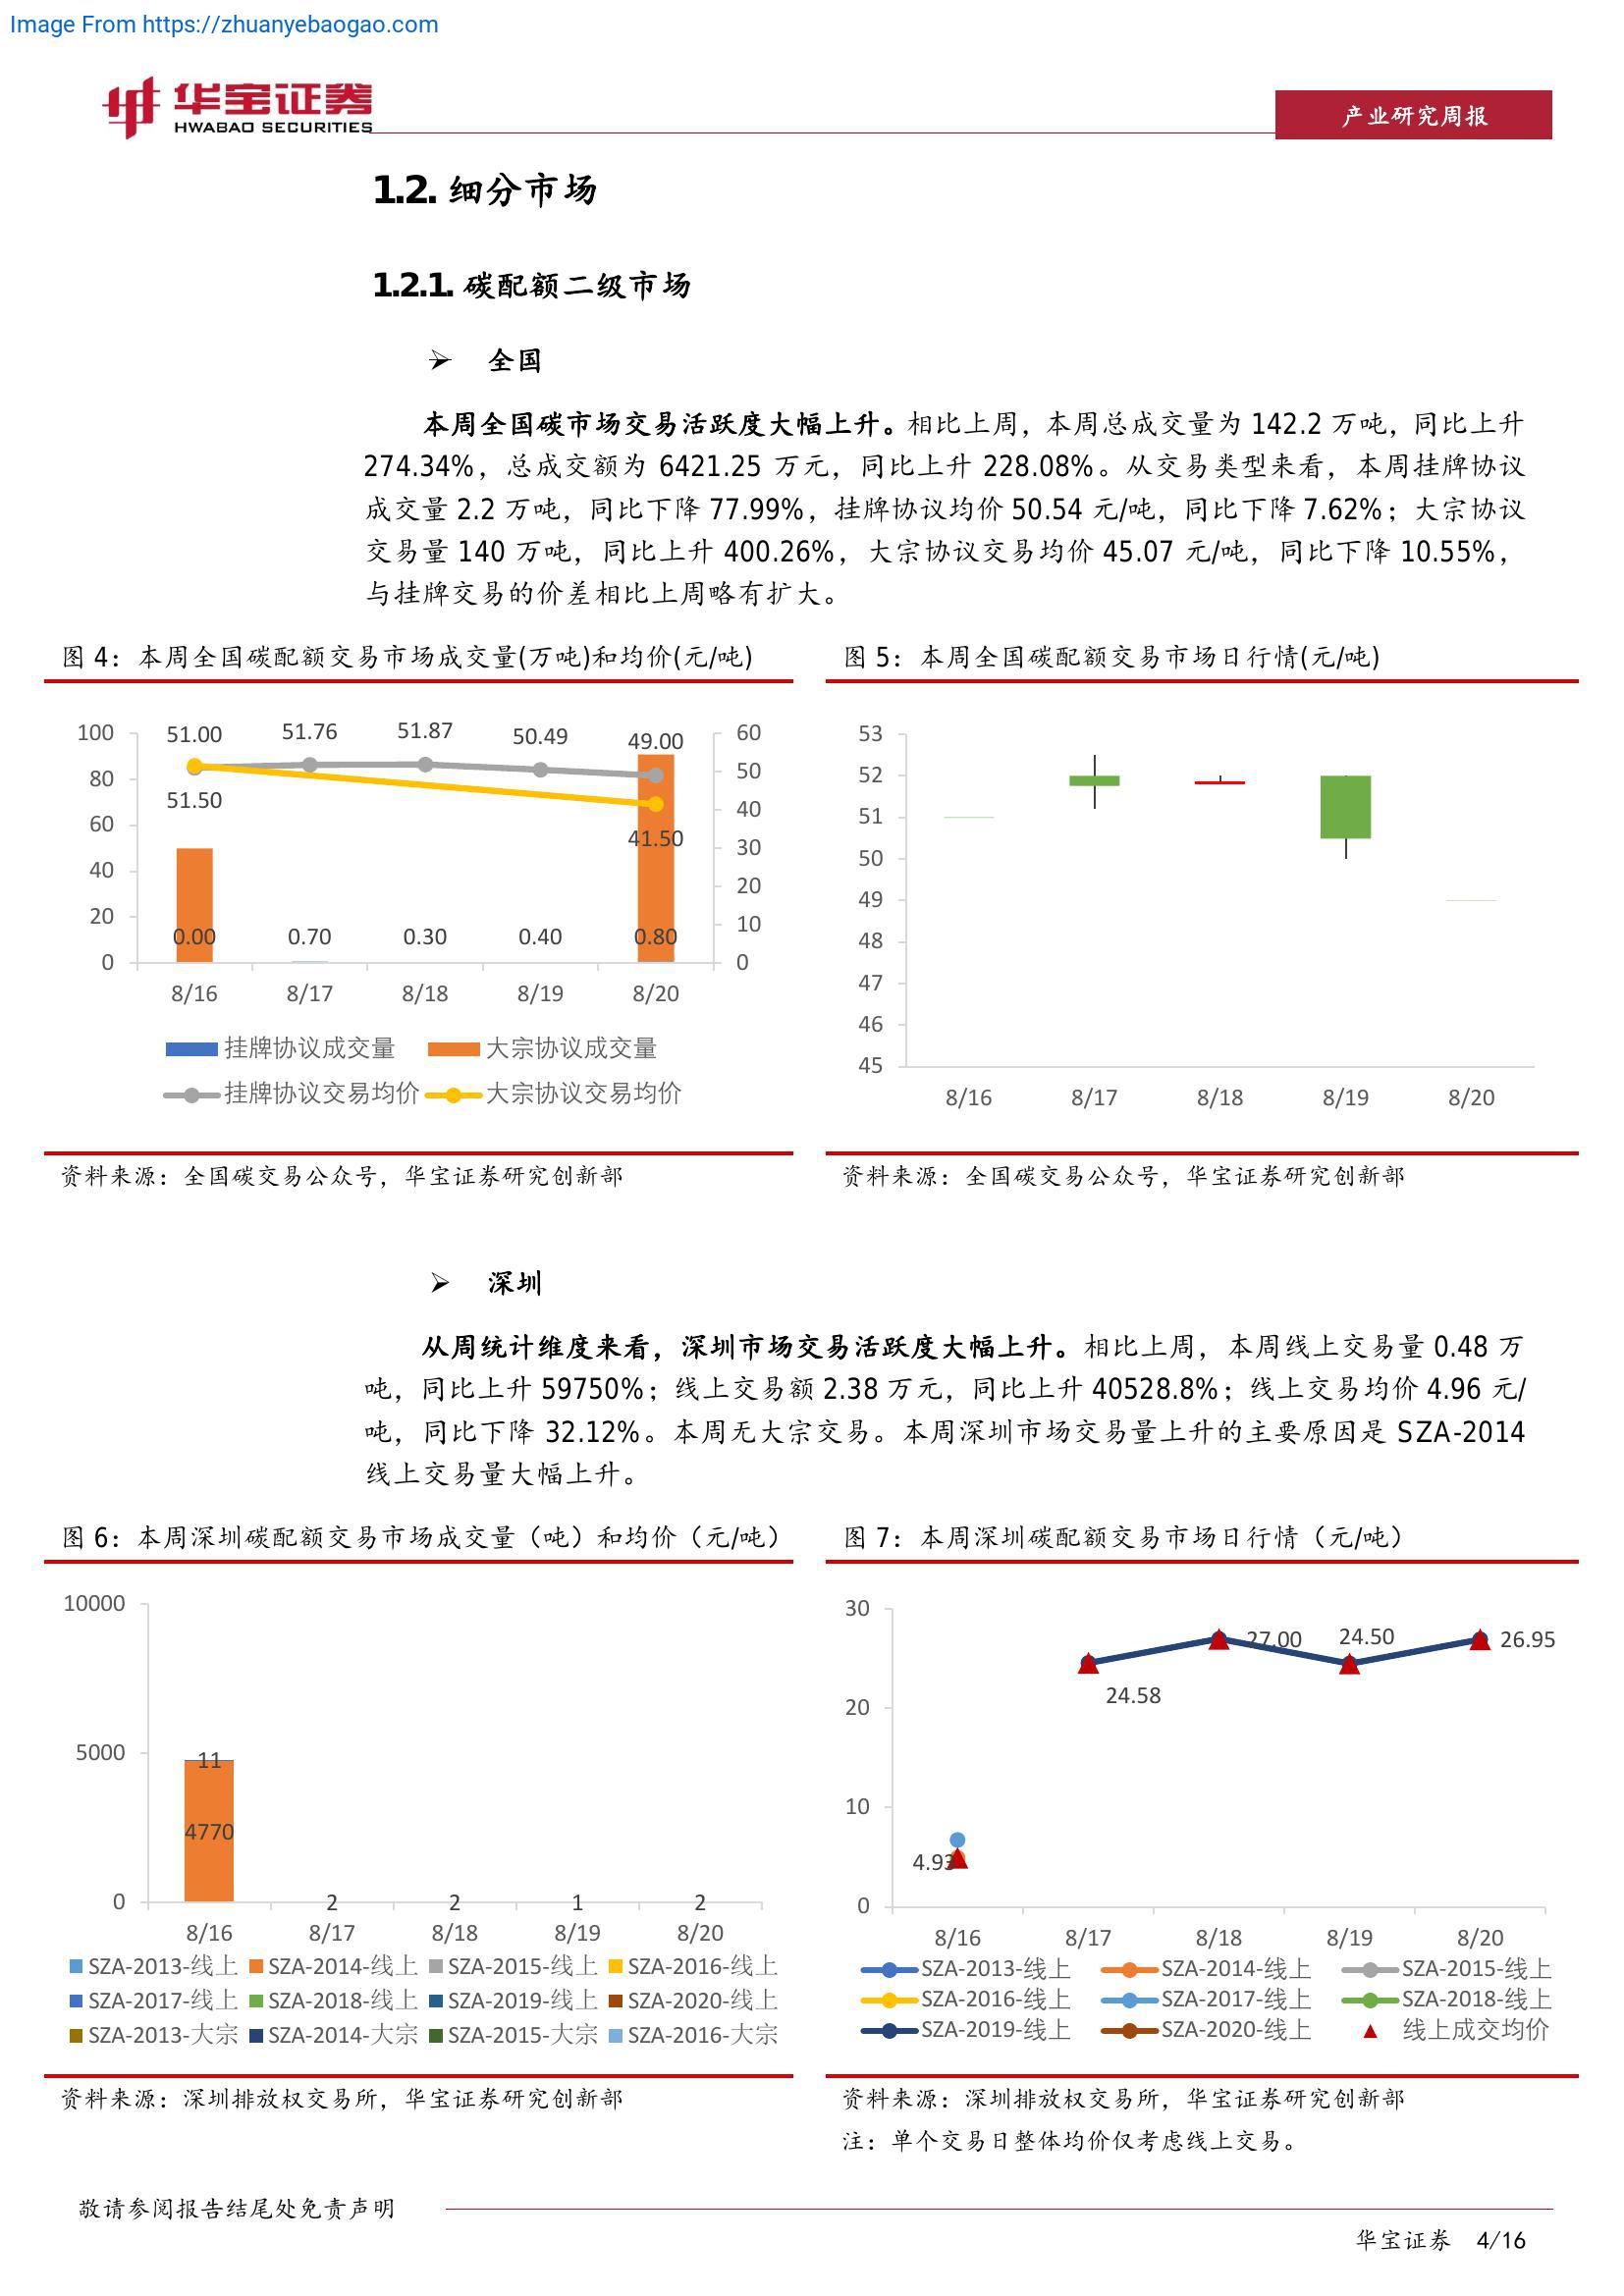 Image From https://zhuanyebaogao.com
华宝证券
HWABAO SECURITIES
产业研究周报
1.2. 细分市场
1.2.1. 碳配额二级市场
➢ 全国
本周全国碳市场交易活跃度大幅上升。相比上周，本周总成交量为 142.2 万吨，同比上升
274.34%，总成交额为 6421.25 万元，同比上升 228.08%。从交易类型来看，本周挂牌协议
成交量 2.2 万吨，同比下降 77.99%，挂牌协议均价 50.54 元/吨，同比下降 7.62%；大宗协议
交易量 140 万吨，同比上升 400.26%，大宗协议交易均价 45.07 元/吨，同比下降 10.55%，
与挂牌交易的价差相比上周略有扩大。
图 4：本周全国碳配额交易市场成交量(万吨)和均价(元/吨)
100
80
60
40
20
0
51.00
51.76
51.87
50.49
49.00
51.50
41.50
0.00
0.70
0.30
0.40
0.80
60
50
40
30
20
10
0
8/16
8/17
8/18
8/19
8/20
挂牌协议成交量
大宗协议成交量
挂牌协议交易均价
大宗协议交易均价
资料来源：全国碳交易公众号，华宝证券研究创新部
图 5：本周全国碳配额交易市场日行情(元/吨)
53
52
51
50
49
48
47
46
45
8/16
8/17
8/18
8/19
8/20
资料来源：全国碳交易公众号，华宝证券研究创新部
➢ 深圳
从周统计维度来看，深圳市场交易活跃度大幅上升。相比上周，本周线上交易量 0.48 万
吨，同比上升 59750%；线上交易额 2.38 万元，同比上升 40528.8%；线上交易均价 4.96 元/
吨，同比下降 32.12%。本周无大宗交易。本周深圳市场交易量上升的主要原因是 SZA-2014
线上交易量大幅上升。
图 6：本周深圳碳配额交易市场成交量（吨）和均价（元/吨）
10000
5000
0
11
4770
2
2
1
2
8/16
8/17
8/18
8/19
8/20
SZA-2013-线上
SZA-2014-线上
SZA-2015-线上
SZA-2016-线上
SZA-2017-线上
SZA-2018-线上
SZA-2019-线上
SZA-2020-线上
SZA-2013-大宗
SZA-2014-大宗
SZA-2015-大宗
SZA-2016-大宗
资料来源：深圳排放权交易所，华宝证券研究创新部
图 7：本周深圳碳配额交易市场日行情（元/吨）
30
20
10
0
4.93
24.58
27.00
24.50
26.95
8/16
8/17
8/18
8/19
8/20
SZA-2013-线上
SZA-2014-线上
SZA-2015-线上
SZA-2016-线上
SZA-2017-线上
SZA-2018-线上
SZA-2019-线上
SZA-2020-线上
线上成交均价
资料来源：深圳排放权交易所，华宝证券研究创新部
注：单个交易日整体均价仅考虑线上交易。
敬请参阅报告结尾处免责声明
华宝证券 4/16